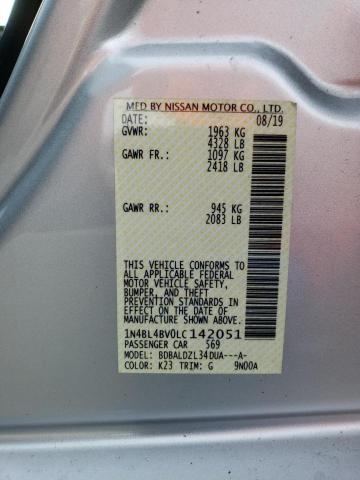 MFD BY NISSAN MOTOR CO., LTD.
DATE: 08/19
GVWR: 1963 KG
4328 LB
GAWR FR.: 1097 KG
2418 LB
GAWR RR.: 945 KG
2083 LB
THIS VEHICLE CONFORMS TO
ALL APPLICABLE FEDERAL
MOTOR VEHICLE SAFETY,
BUMPER, AND THEFT
PREVENTION STANDARDS
IN EFFECT ON THE DATE
OF MANUFACTURE SHOWN ABOVE.
1N4BL4BV0LC142051
PASSENGER CAR 569
MODEL: BDBALDZL34DUA---A-
COLOR: K23 TRIM: G 9N00A